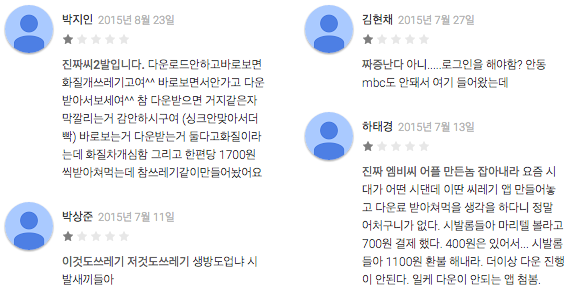 박지인 2015년 8월 23일
진짜씨2발입니다. 다운로드안하고바로보면
화질개쓰레기고여^^ 바로보면서안가고 다운
받아서보세여^^ 참 다운받으면 거지같은자
막깔리는거 감안하시구여 (싱크안맞아서더
빡) 바로보는거 다운받는거 둘다고화질이라
는데 화질차개심함 그리고 한편당 1700원
씩받아쳐먹는데 참쓰레기같이만들어놨어요
박상준 2015년 7월 11일
이것도쓰레기 저것도쓰레기 생방도입냐 시
발새끼들아
김현채 2015년 7월 27일
짜증난다 아니.....로그인을 해야함? 안동
mbc도 안돼서 여기 들어왔는데
하태경 2015년 7월 13일
진짜 엠비씨 어플 만든놈 잡아내라 요즘 시
대가 어떤 시댄데 이딴 씨레기 앱 만들어놓
고 다운료 받아쳐먹을 생각을 하다니 정말
어처구니가 없다. 시발롬들아 마리텔 볼라고
700원 결제 했다. 400원은 있어서... 시발롬
들아 1100원 환불 해내라. 더이상 다운 진행
이 안된다. 일케 다운이 안되는 앱 첨봄.